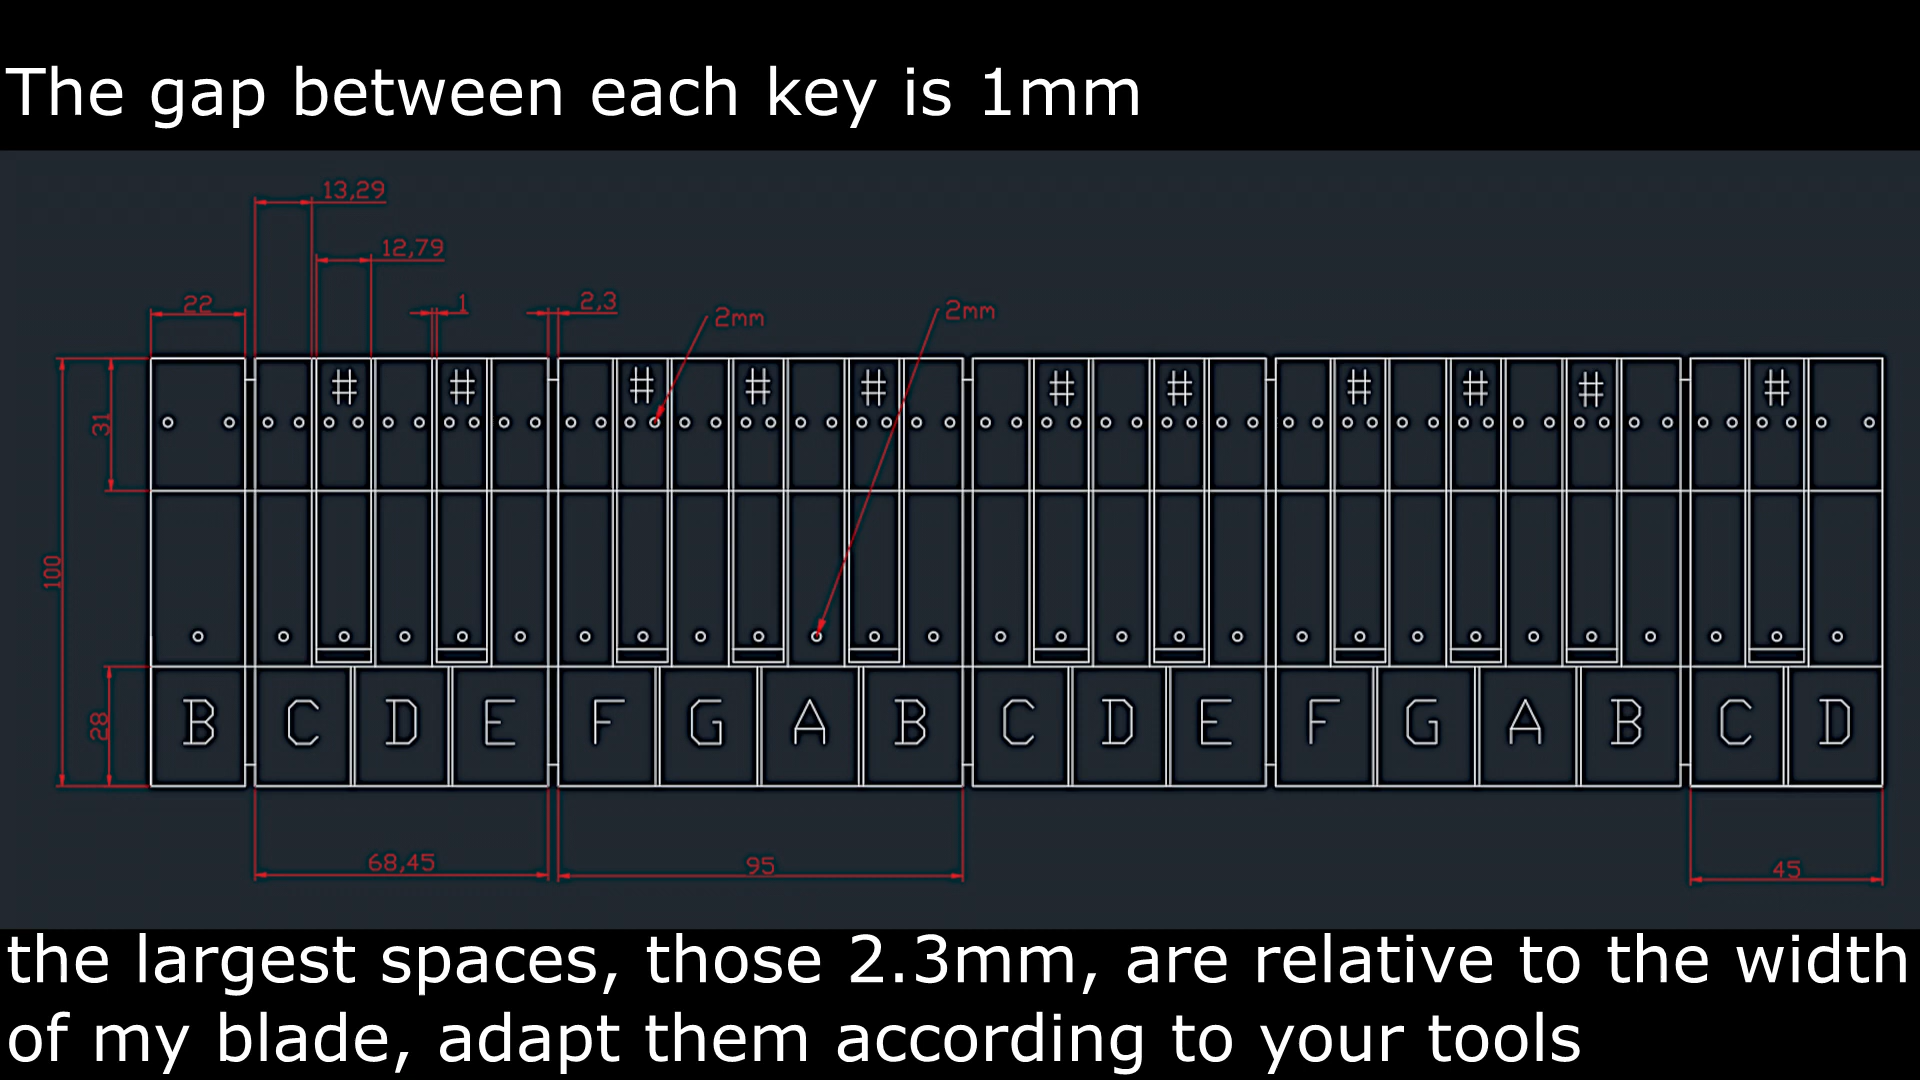 The gap between each key is 1mm
13,29
12,79
22
1
2,3
2mm
2mm
# # # # # # # # # # #
31
100
28
B C D E F G A B C D E F G A B C D
68,45
95
45
the largest spaces, those 2.3mm, are relative to the width
of my blade, adapt them according to your tools